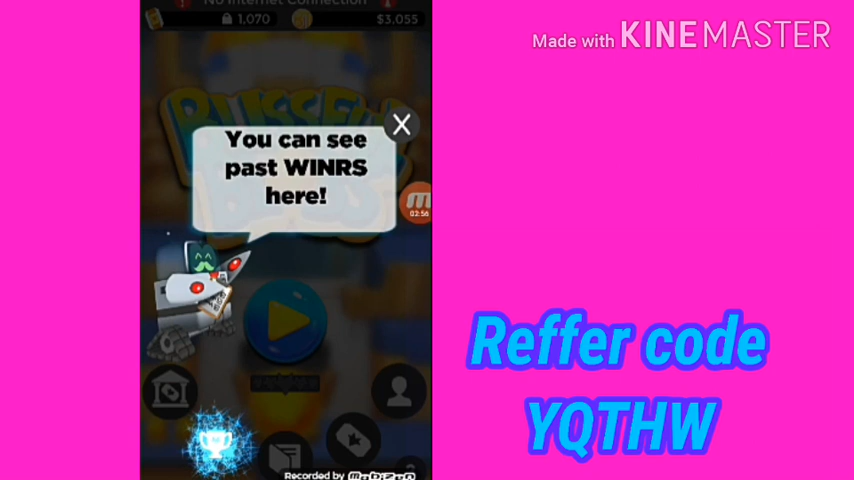 No Internet Connection
1,070
$3.055
Made with KINEMASTER
You can see
past WINRS
here!
02:56
Reffer code
YQTHW
Recorded by MOBIZEN